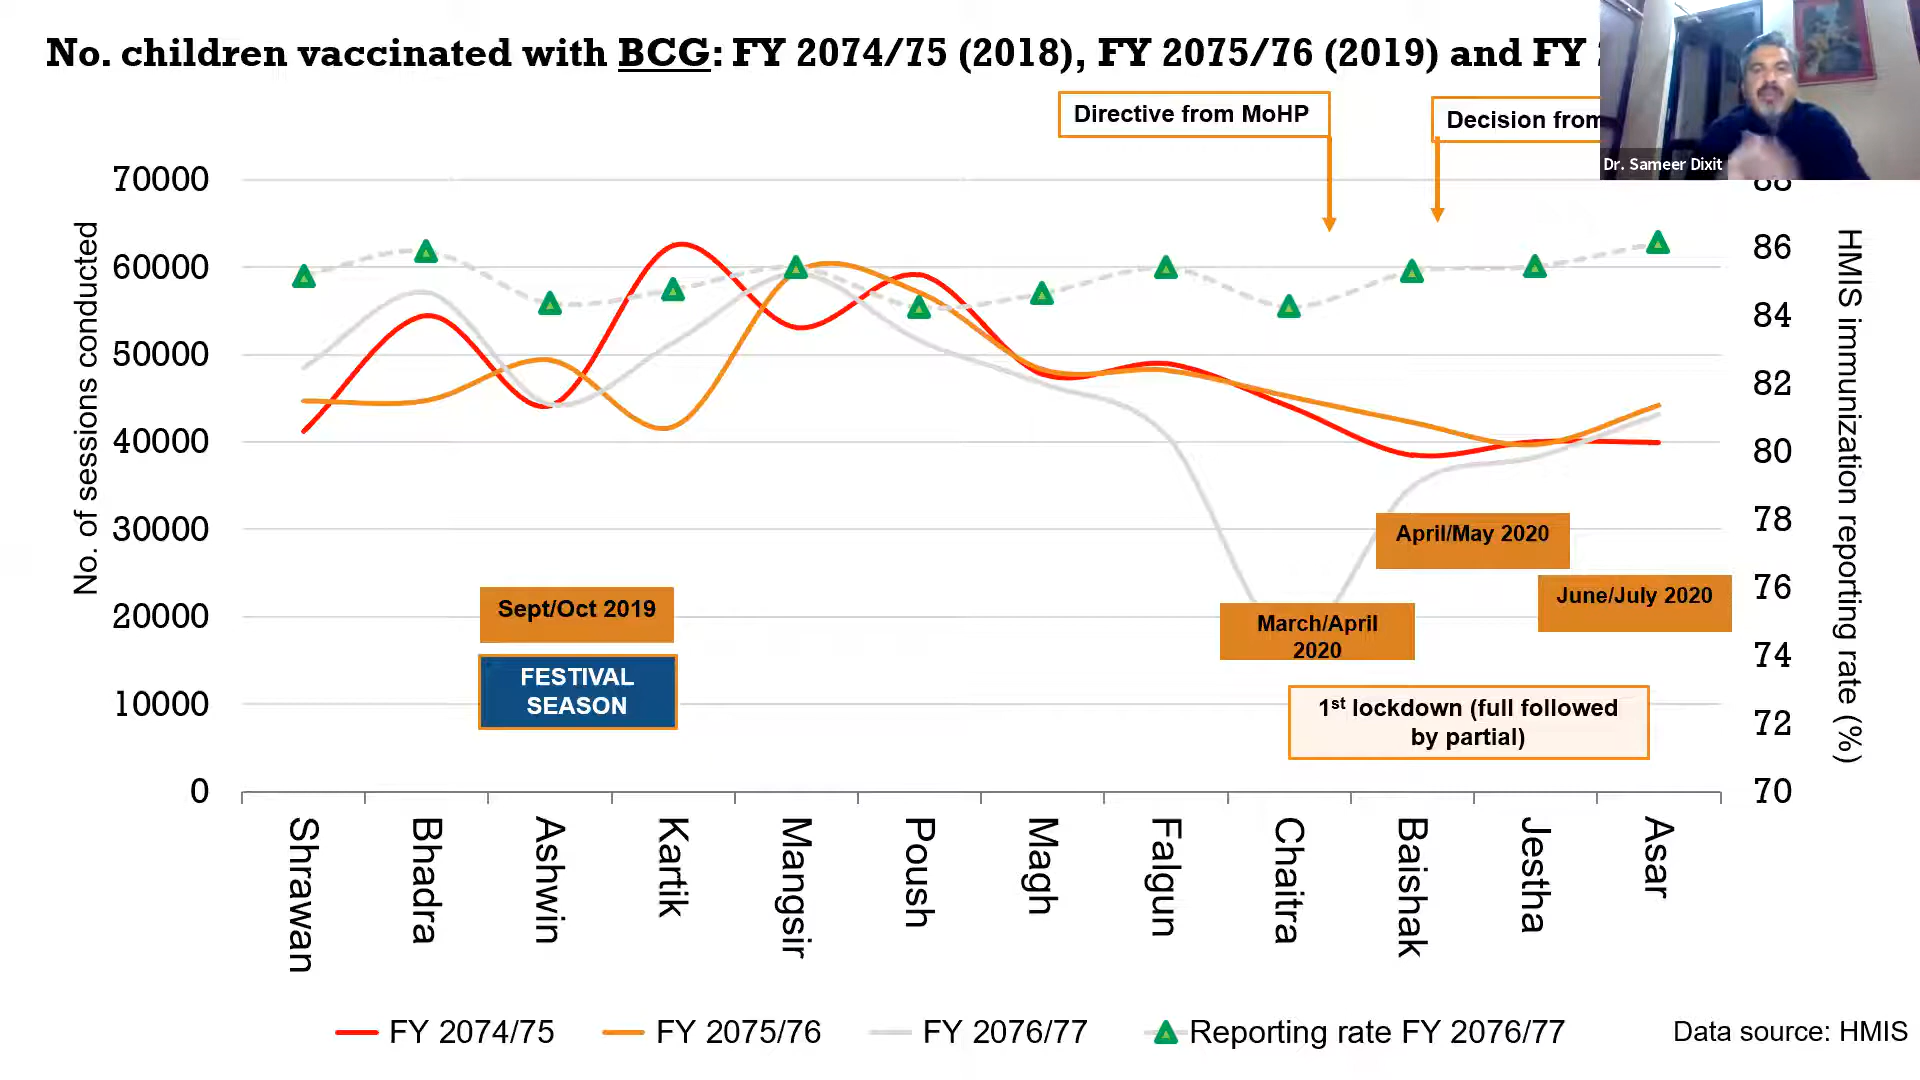 No. children vaccinated with BCG: FY 2074/75 (2018), FY 2075/76 (2019) and FY
Directive from MoHP
Decision from
Dr. Sameer Dixit
No. of sessions conducted
70000
60000
50000
40000
30000
20000
10000
0
88
86
84
82
80
78
76
74
72
70
HMIS immunization reporting rate (%)
Sept/Oct 2019
FESTIVAL
SEASON
April/May 2020
June/July 2020
March/April
2020
1st lockdown (full followed
by partial)
Shrawan
Bhadra
Ashwin
Kartik
Mangsir
Poush
Magh
Falgun
Chaitra
Baishak
Jestha
Asar
FY 2074/75
FY 2075/76
FY 2076/77
Reporting rate FY 2076/77
Data source: HMIS